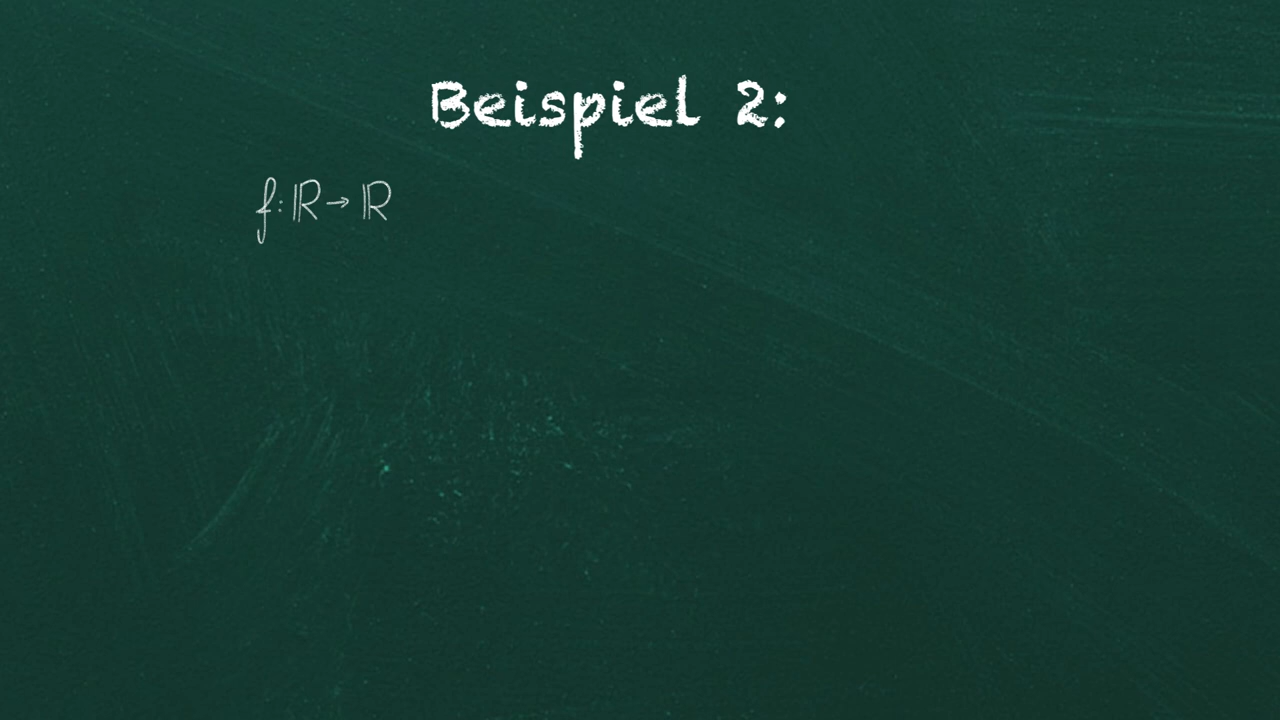 Beispiel 2:
f: ℝ → ℝ